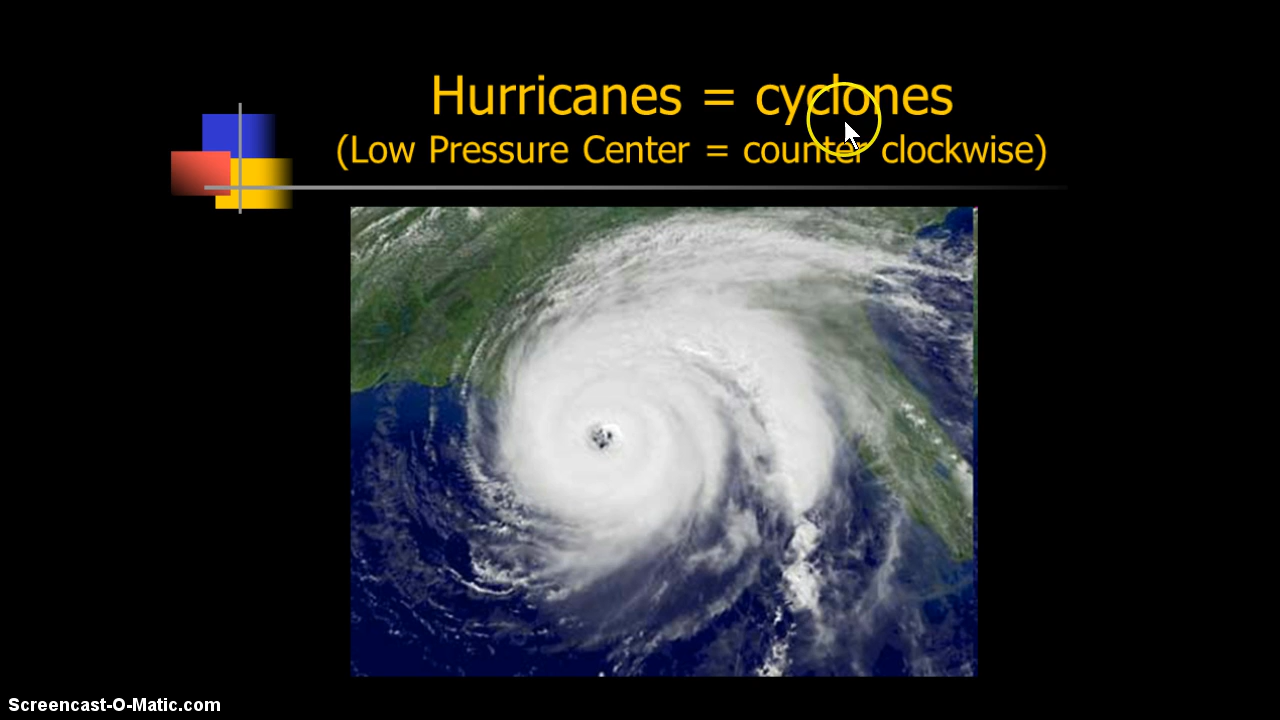 Hurricanes = cyclones
(Low Pressure Center = counter clockwise)
Screencast-O-Matic.com